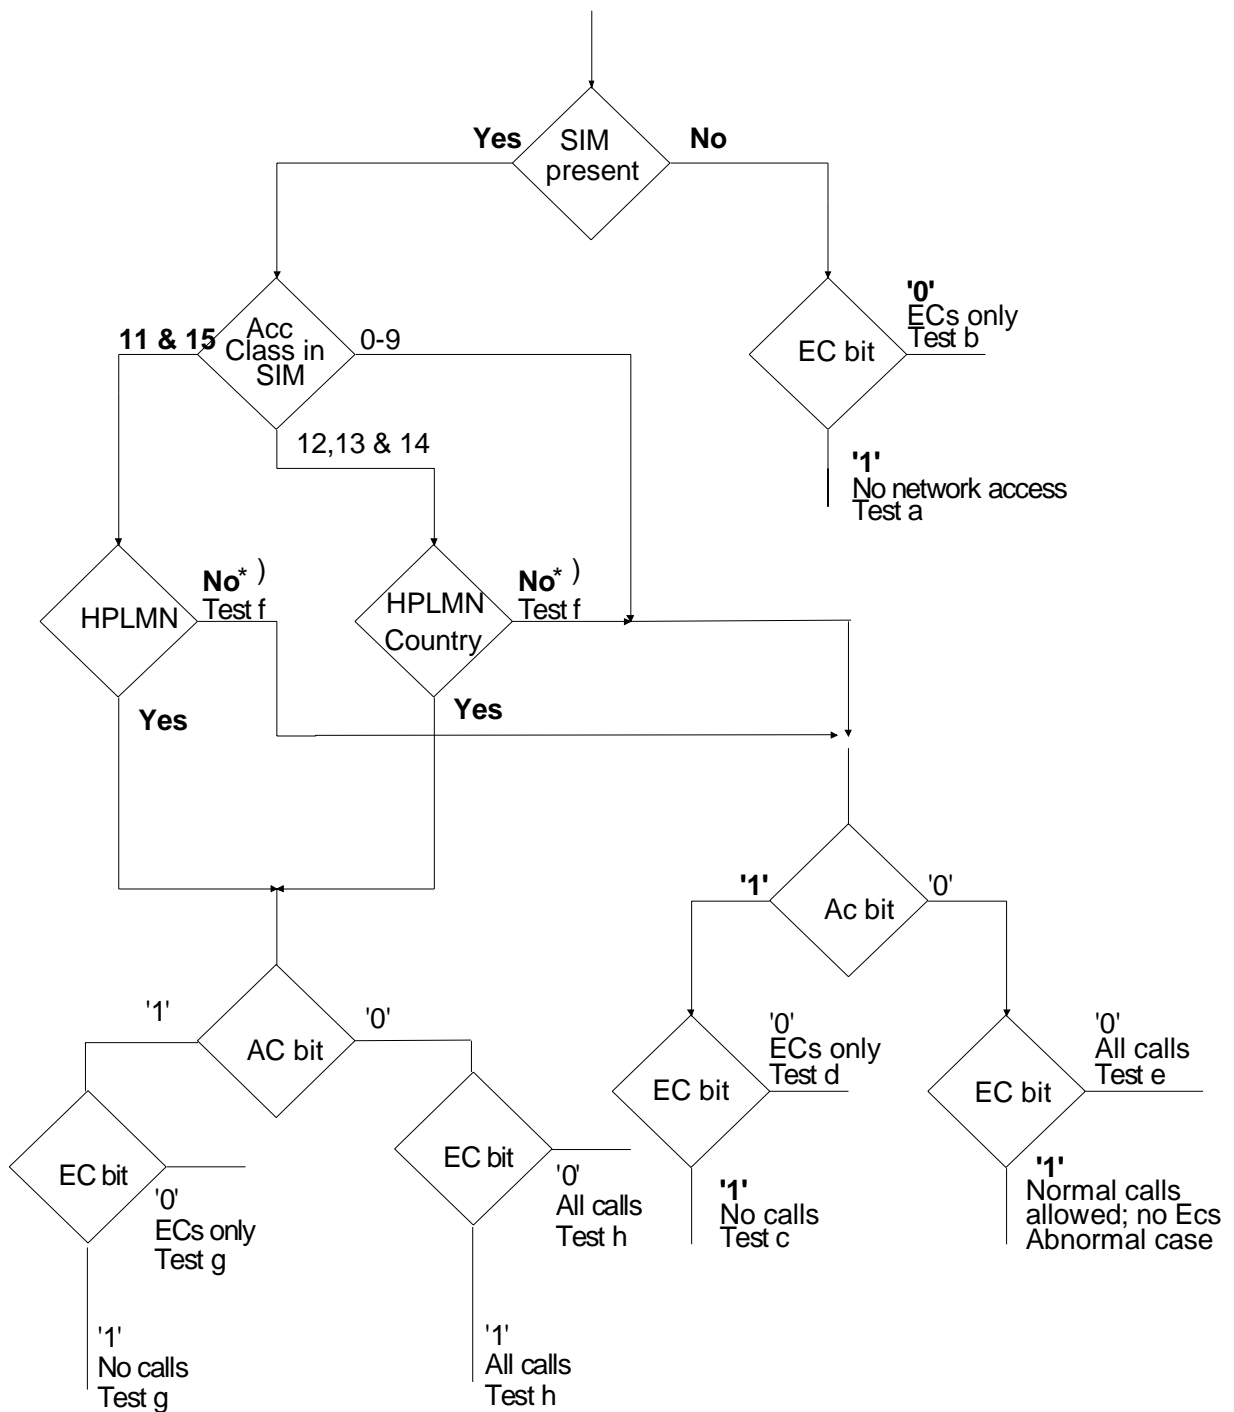 Yes
No
SIM
present
11 & 15
Acc
Class in
SIM
0-9
'0'
ECs only
Test b
EC bit
12,13 & 14
'1'
No network access
Test a
HPLMN
No* )
Test f
HPLMN
Country
No* )
Test f
Yes
Yes
'1'
Ac bit
'0'
'1'
AC bit
'0'
'0'
ECs only
Test d
EC bit
'0'
All calls
Test e
EC bit
EC bit
'0'
ECs only
Test g
EC bit
'0'
All calls
Test h
'1'
No calls
Test c
'1'
Normal calls
allowed; no Ecs
Abnormal case
'1'
No calls
Test g
'1'
All calls
Test h